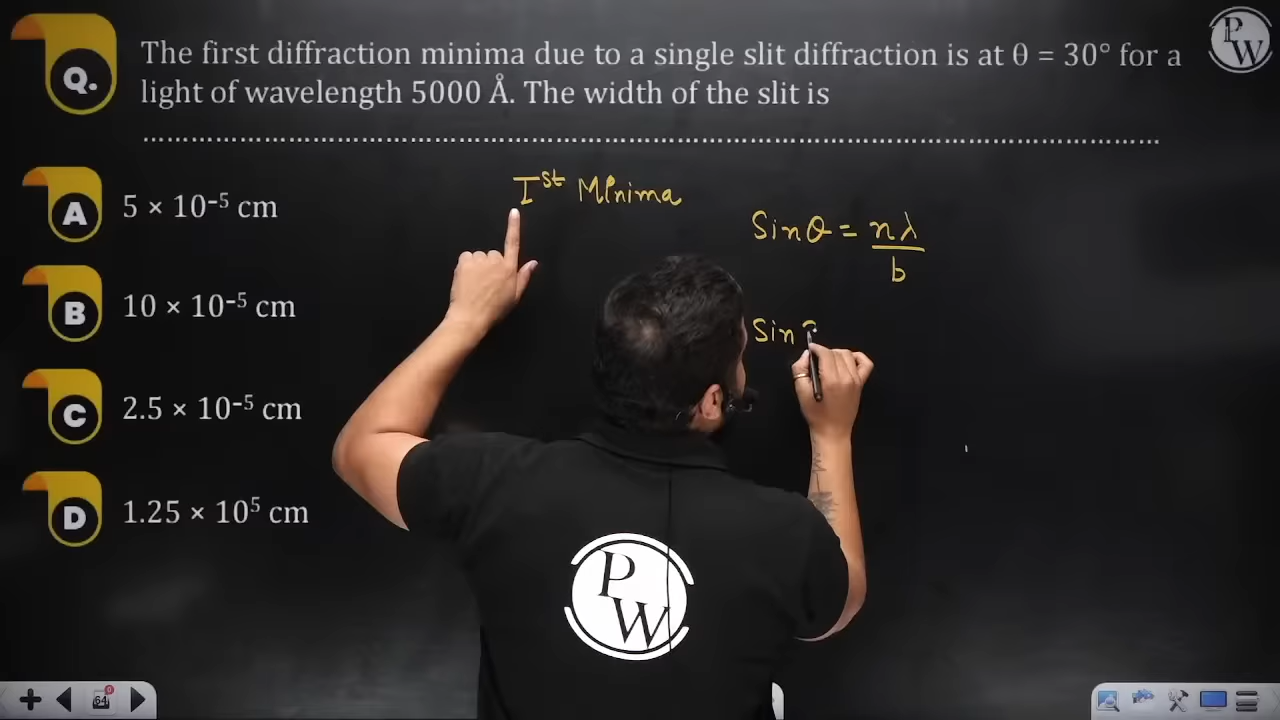 Q. The first diffraction minima due to a single slit diffraction is at θ = 30° for a
light of wavelength 5000 Å. The width of the slit is
A 5 × 10⁻⁵ cm
B 10 × 10⁻⁵ cm
C 2.5 × 10⁻⁵ cm
D 1.25 × 10⁵ cm
Iˢᵗ Minima
Sinθ = nλ
b
Sin
PW
PW
64